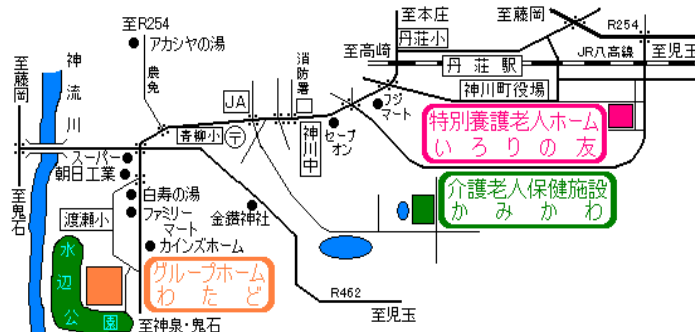 至R254
アカシヤの湯
至本庄
丹荘小
至藤岡
R254
至高崎
JR八高線
至児玉
丹荘駅
神川町役場
至藤岡
神流川
農免
消防署
JA
フジ
マート
青柳小
〒
神川中
セーブ
オン
特別養護老人ホーム
いろりの友
スーパー
朝日工業
至鬼石
白寿の湯
ファミリー
マート
カインズホーム
渡瀬小
金鑚神社
介護老人保健施設
かみかわ
水辺公園
グループホーム
わたど
R462
至児玉
至神泉・鬼石